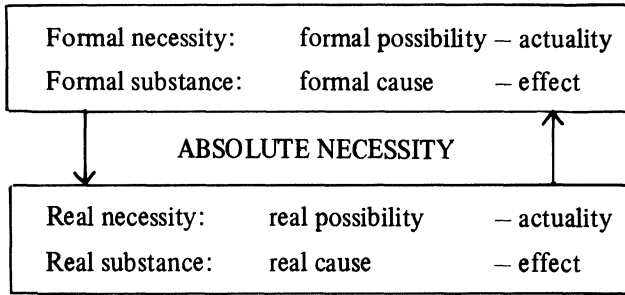 Formal necessity: formal possibility – actuality
Formal substance: formal cause – effect
ABSOLUTE NECESSITY
Real necessity: real possibility – actuality
Real substance: real cause – effect